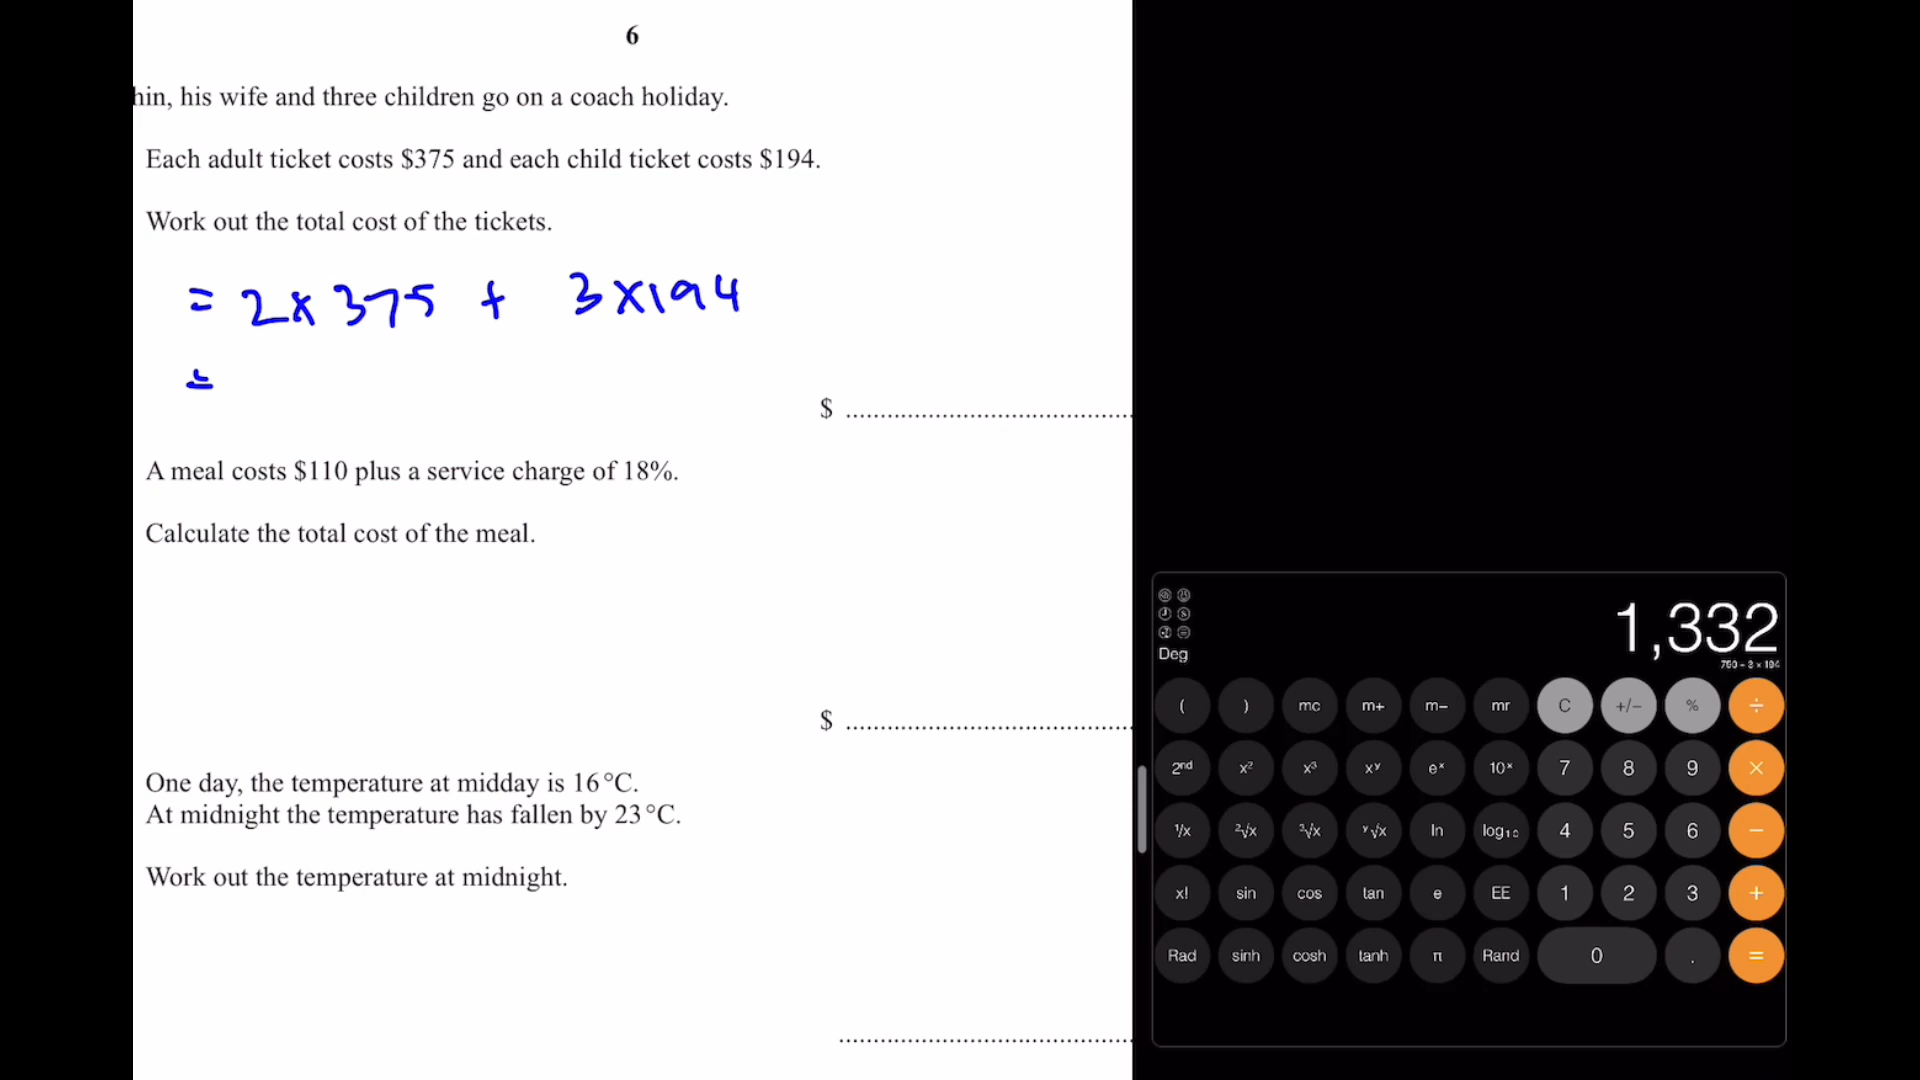 6
hin, his wife and three children go on a coach holiday.
Each adult ticket costs $375 and each child ticket costs $194.
Work out the total cost of the tickets.
= 2 × 375 + 3 × 194
=
$ ..........................................
A meal costs $110 plus a service charge of 18%.
Calculate the total cost of the meal.
$ ..........................................
One day, the temperature at midday is 16 °C.
At midnight the temperature has fallen by 23 °C.
Work out the temperature at midnight.
...........................................
1,332
Deg
( ) mc m+ m− mr C +/− % ÷
2nd x² x³ xʸ eˣ 10ˣ 7 8 9 ×
¹/x ²√x ³√x ʸ√x ln log₁₀ 4 5 6 −
x! sin cos tan e EE 1 2 3 +
Rad sinh cosh tanh π Rand 0 . =